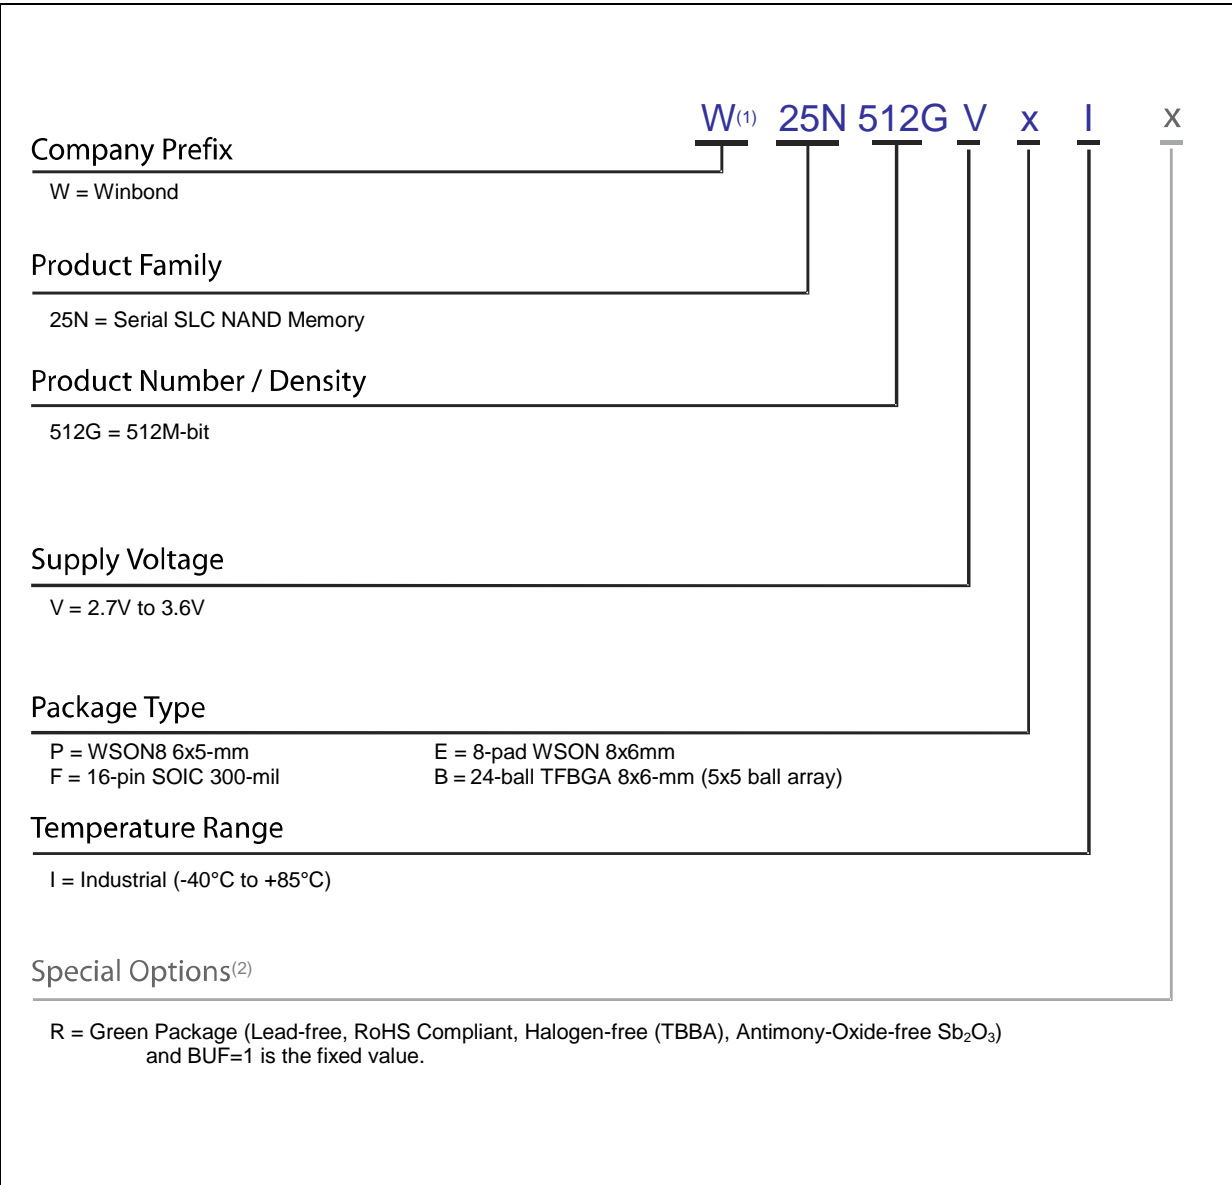 W(1) 25N 512G V x I x
Company Prefix
W = Winbond
Product Family
25N = Serial SLC NAND Memory
Product Number / Density
512G = 512M-bit
Supply Voltage
V = 2.7V to 3.6V
Package Type
P = WSON8 6x5-mm E = 8-pad WSON 8x6mm
F = 16-pin SOIC 300-mil B = 24-ball TFBGA 8x6-mm (5x5 ball array)
Temperature Range
I = Industrial (-40°C to +85°C)
Special Options(2)
R = Green Package (Lead-free, RoHS Compliant, Halogen-free (TBBA), Antimony-Oxide-free Sb₂O₃)
and BUF=1 is the fixed value.